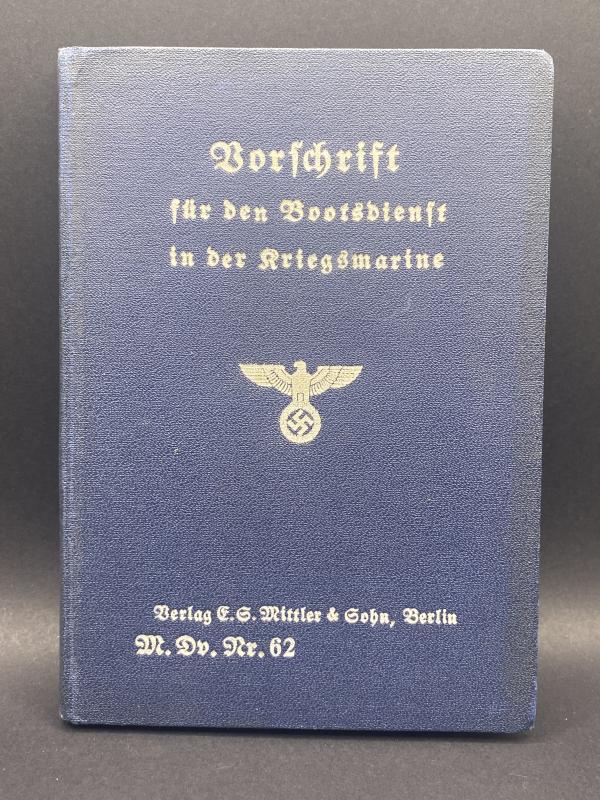 Vorschrift
für den Bootsdienst
in der Kriegsmarine
Verlag E.S. Mittler & Sohn, Berlin
M. Dv. Nr. 62